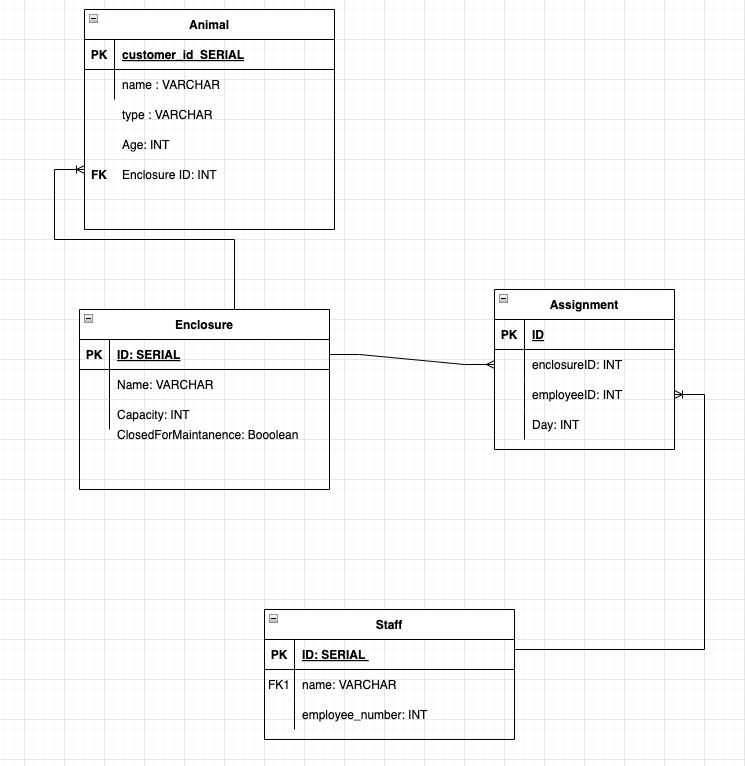 Animal
PK customer_id SERIAL
name : VARCHAR
type : VARCHAR
Age: INT
FK Enclosure ID: INT
Enclosure
PK ID: SERIAL
Name: VARCHAR
Capacity: INT
ClosedForMaintanence: Booolean
Assignment
PK ID
enclosureID: INT
employeeID: INT
Day: INT
Staff
PK ID: SERIAL
FK1 name: VARCHAR
employee_number: INT